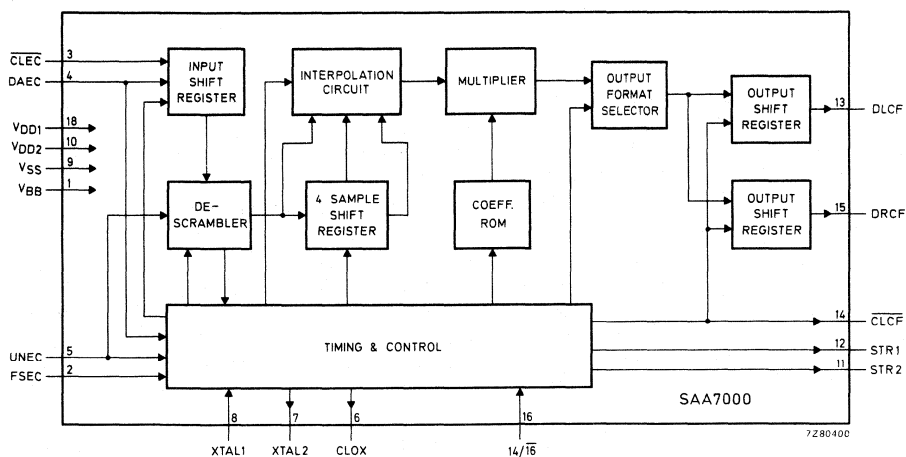 C̅L̅E̅C̅ 3
DAEC 4
VDD1 18
VDD2 10
VSS 9
VBB 1
UNEC 5
FSEC 2
INPUT
SHIFT
REGISTER
INTERPOLATION
CIRCUIT
MULTIPLIER
OUTPUT
FORMAT
SELECTOR
OUTPUT
SHIFT
REGISTER
13 DLCF
DE-
SCRAMBLER
4 SAMPLE
SHIFT
REGISTER
COEFF.
ROM
OUTPUT
SHIFT
REGISTER
15 DRCF
TIMING & CONTROL
14 C̅L̅C̅F̅
12 STR1
11 STR2
SAA7000
8 7 6 16
XTAL1 XTAL2 CLOX 14/1̅6̅
7Z80400